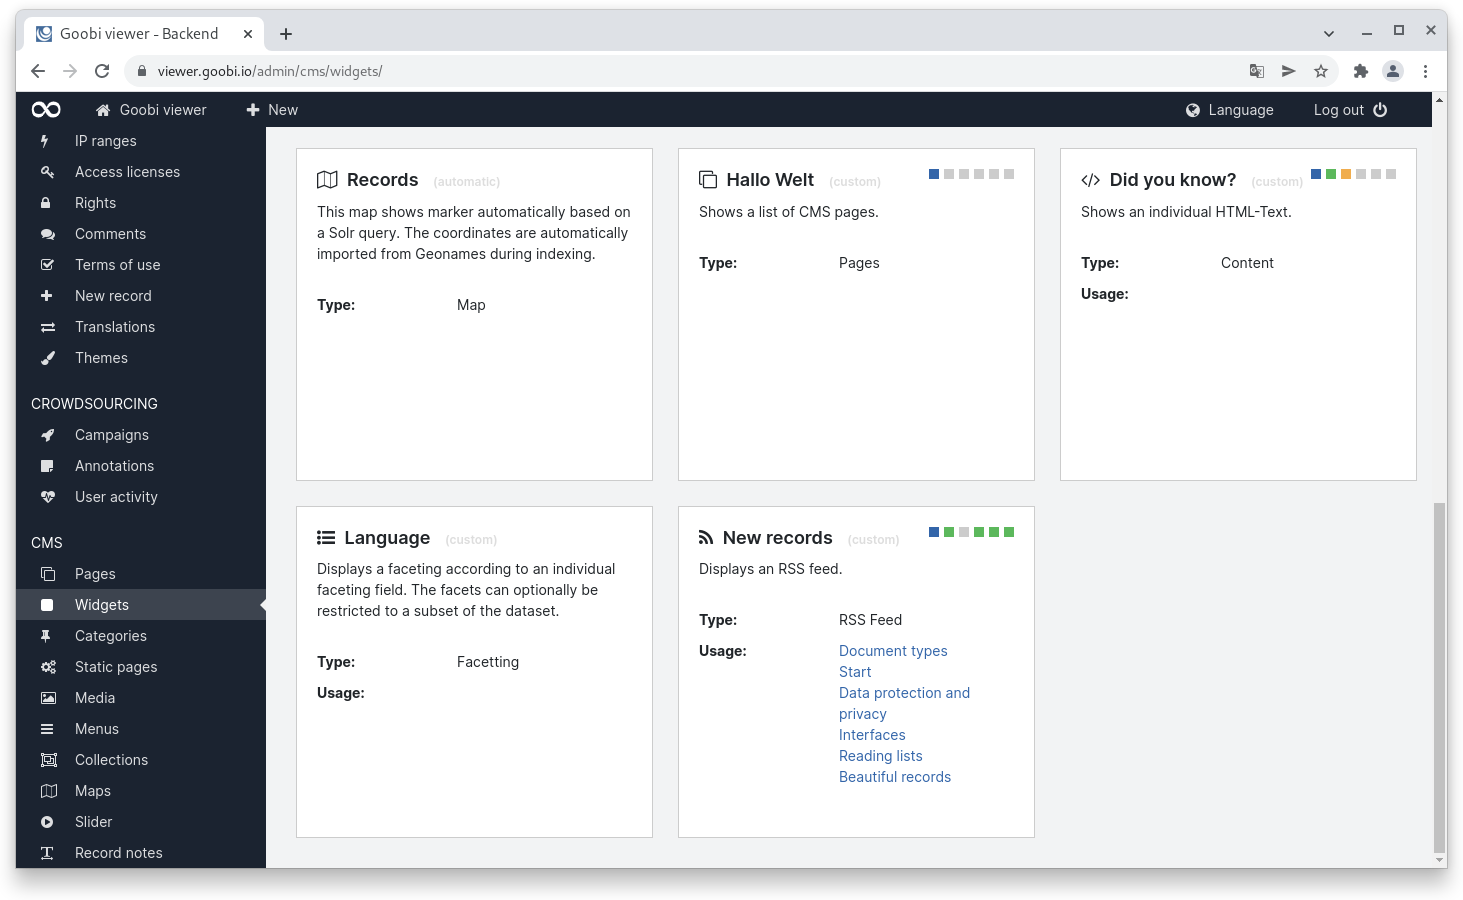 Goobi viewer - Backend
viewer.goobi.io/admin/cms/widgets/
Goobi viewer
New
Language
Log out
IP ranges
Access licenses
Rights
Comments
Terms of use
New record
Translations
Themes
CROWDSOURCING
Campaigns
Annotations
User activity
CMS
Pages
Widgets
Categories
Static pages
Media
Menus
Collections
Maps
Slider
Record notes
Records (automatic)
This map shows marker automatically based on
a Solr query. The coordinates are automatically
imported from Geonames during indexing.
Type: Map
Hallo Welt (custom)
Shows a list of CMS pages.
Type: Pages
Did you know? (custom)
Shows an individual HTML-Text.
Type: Content
Usage:
Language (custom)
Displays a faceting according to an individual
faceting field. The facets can optionally be
restricted to a subset of the dataset.
Type: Facetting
Usage:
New records (custom)
Displays an RSS feed.
Type: RSS Feed
Usage: Document types
Start
Data protection and
privacy
Interfaces
Reading lists
Beautiful records